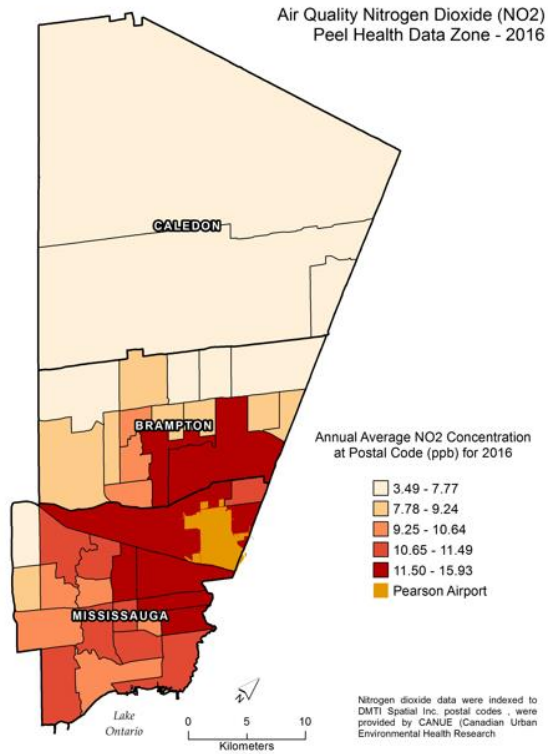 Air Quality Nitrogen Dioxide (NO2)
Peel Health Data Zone - 2016
CALEDON
BRAMPTON
MISSISSAUGA
Annual Average NO2 Concentration
at Postal Code (ppb) for 2016
3.49 - 7.77
7.78 - 9.24
9.25 - 10.64
10.65 - 11.49
11.50 - 15.93
Pearson Airport
Lake
Ontario
0 5 10
Kilometers
Nitrogen dioxide data were indexed to
DMTI Spatial Inc. postal codes , were
provided by CANUE (Canadian Urban
Environmental Health Research